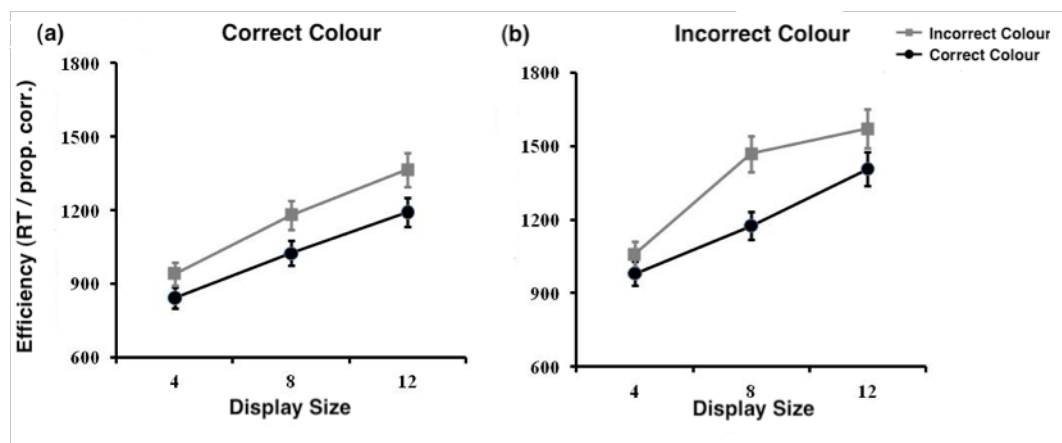 (a)
Correct Colour
Efficiency (RT / prop. corr.)
1800
1500
1200
900
600
4 8 12
Display Size
(b)
Incorrect Colour
Incorrect Colour
Correct Colour
1800
1500
1200
900
600
4 8 12
Display Size